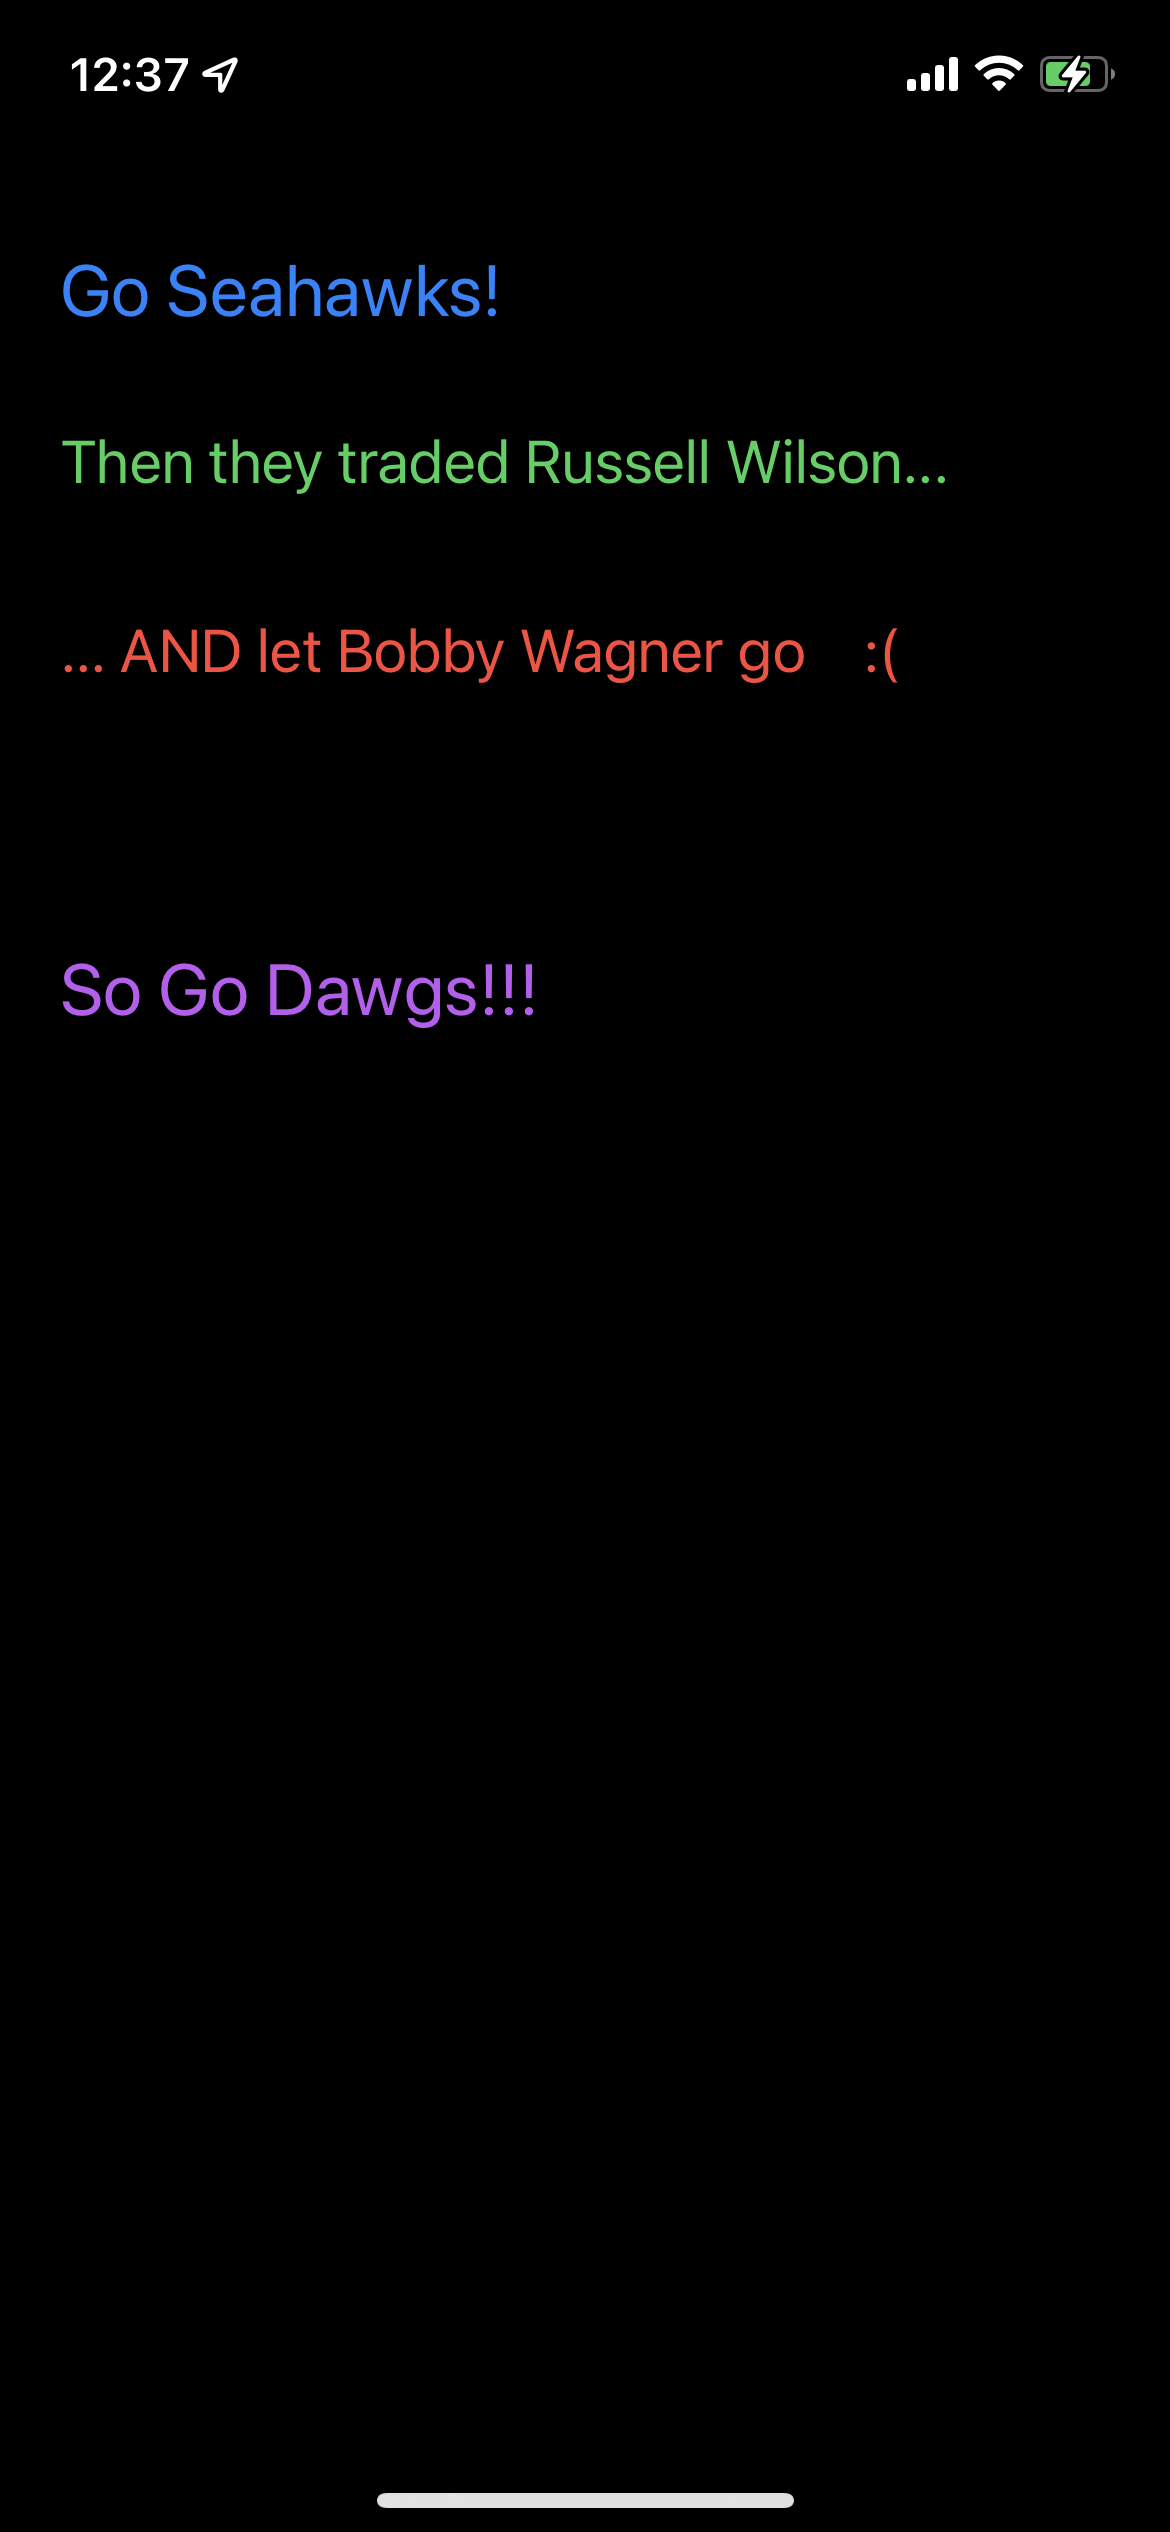 12:37
Go Seahawks!
Then they traded Russell Wilson...
... AND let Bobby Wagner go    :(
So Go Dawgs!!!